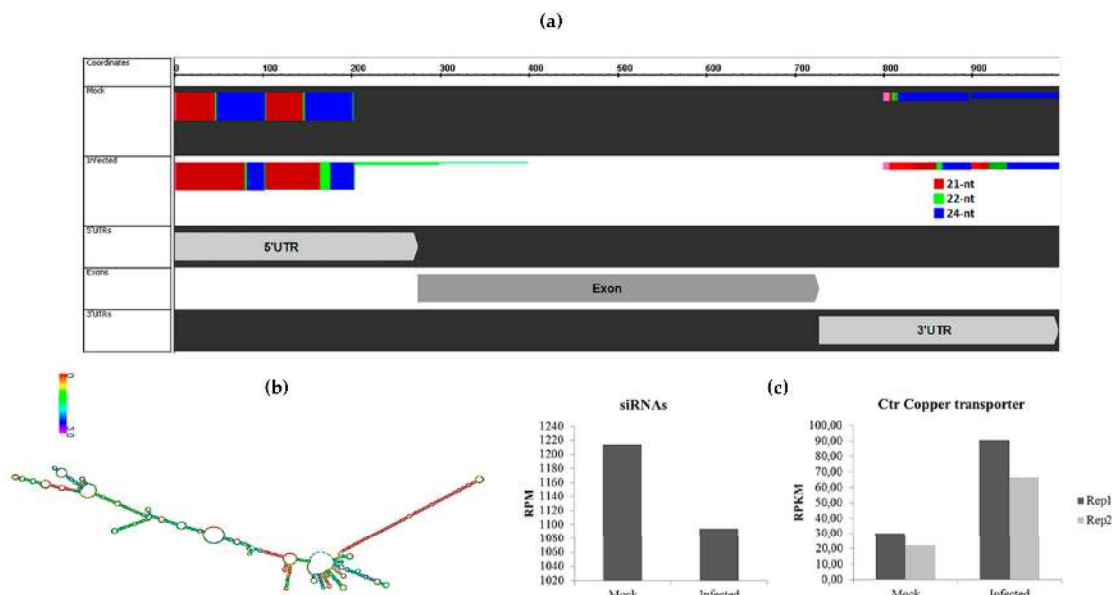 (a)
Coordinates
0 100 200 300 400 500 600 700 800 900
Mock
Infected
21-nt
22-nt
24-nt
5'UTRs
5'UTR
Exons
Exon
3'UTRs
3'UTR
(b)
(c)
0
siRNAs
RPM
1240
1220
1200
1180
1160
1140
1120
1100
1080
1060
1040
1020
Mock Infected
Ctr Copper transporter
RPKM
100,00
90,00
80,00
70,00
60,00
50,00
40,00
30,00
20,00
10,00
0,00
Mock Infected
Rep1
Rep2